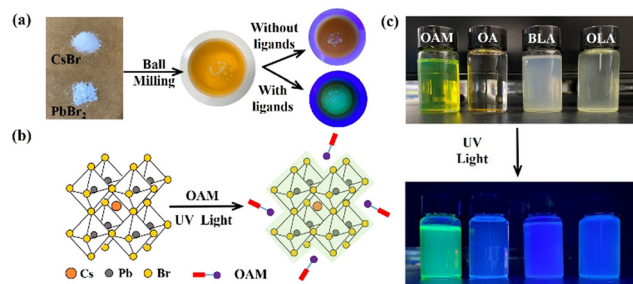 (a)
CsBr
PbBr₂
Ball
Milling
Without
ligands
With
ligands
(b)
OAM
UV Light
Cs
Pb
Br
OAM
(c)
OAM
OA
BLA
OLA
UV
Light